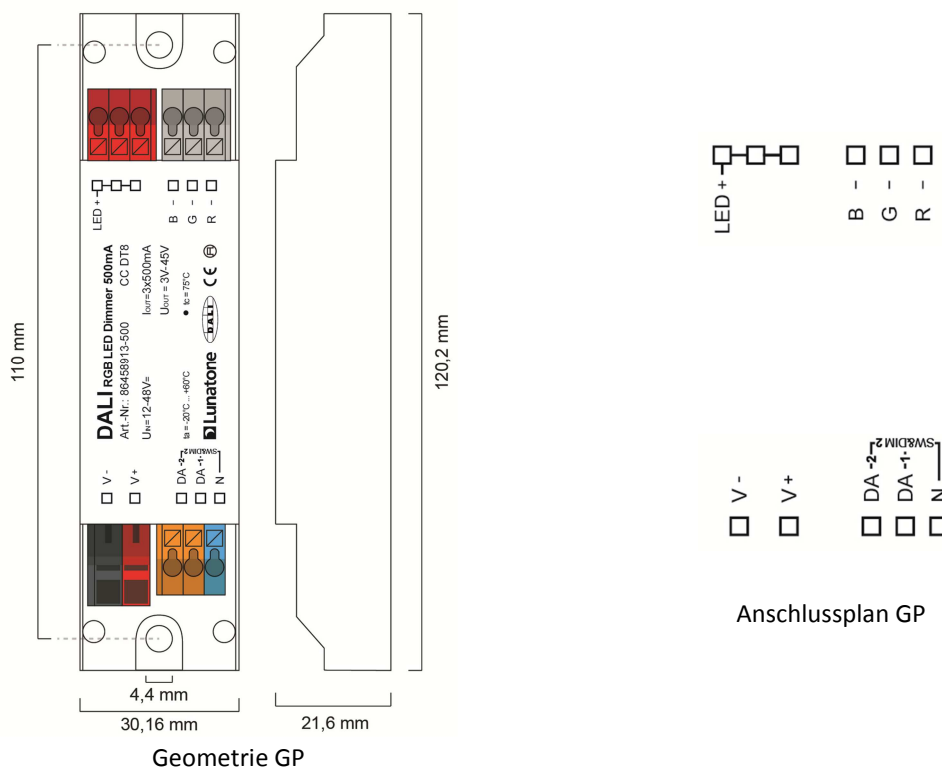 LED +
B -
G -
R -
DALI RGB LED Dimmer 500mA
Art.-Nr.: 86458913-500 CC DT8
UIN=12-48V=
IOUT=3x500mA
UOUT = 3V-45V
ta = -20°C ... +60°C
• tc = 75°C
Lunatone DALI CE
V -
V +
DA -2-
DA -1-
N
SW&DIM 2
110 mm
120,2 mm
4,4 mm
30,16 mm
21,6 mm
Geometrie GP
LED +
B -
G -
R -
V -
V +
DA -2-
DA -1-
N
SW&DIM 2
Anschlussplan GP